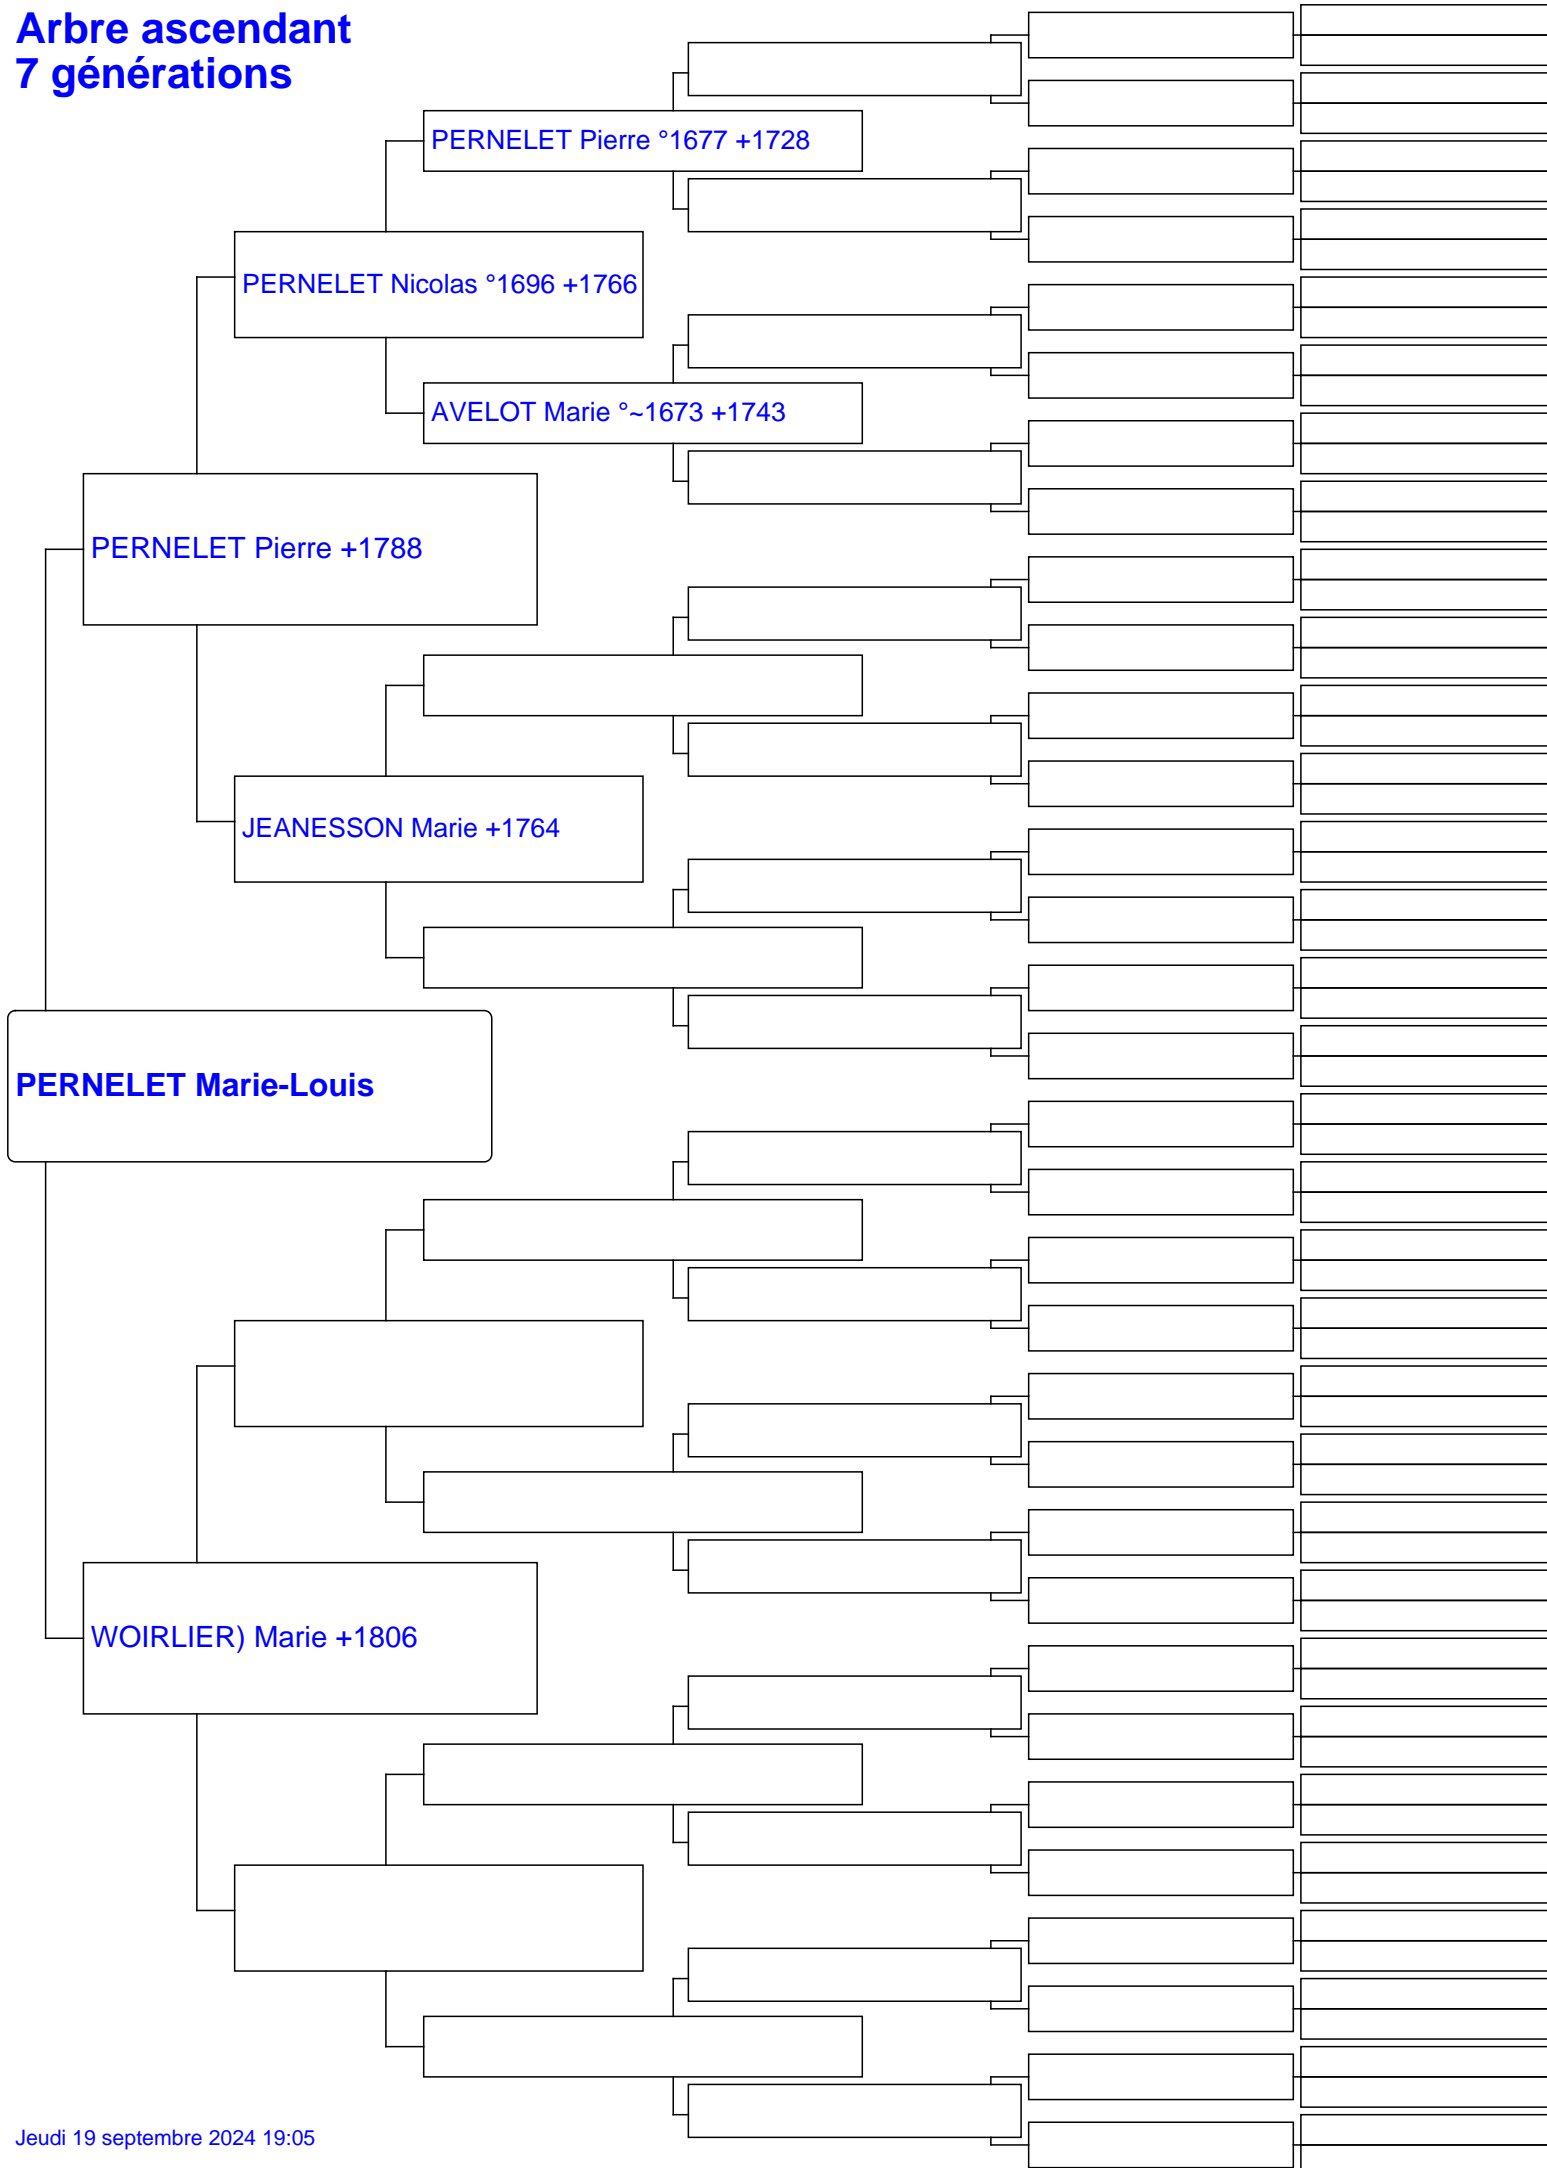 Arbre ascendant
7 générations
PERNELET Pierre °1677 +1728
PERNELET Nicolas °1696 +1766
AVELOT Marie °~1673 +1743
PERNELET Pierre +1788
JEANESSON Marie +1764
PERNELET Marie-Louis
WOIRLIER) Marie +1806
Jeudi 19 septembre 2024 19:05